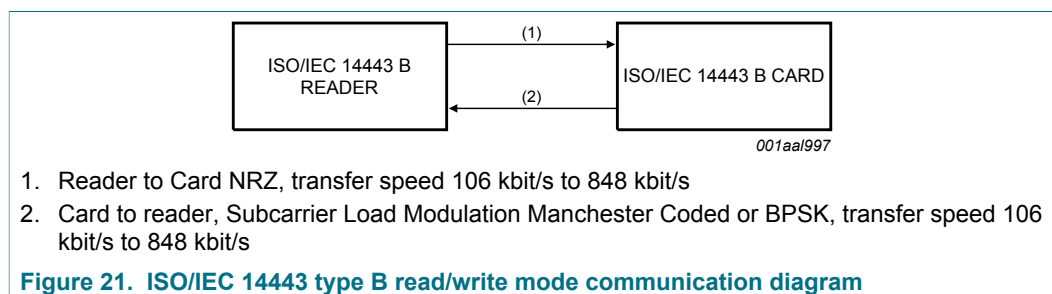 (1)
ISO/IEC 14443 B
READER
ISO/IEC 14443 B CARD
(2)
001aal997
1. Reader to Card NRZ, transfer speed 106 kbit/s to 848 kbit/s
2. Card to reader, Subcarrier Load Modulation Manchester Coded or BPSK, transfer speed 106
kbit/s to 848 kbit/s
Figure 21. ISO/IEC 14443 type B read/write mode communication diagram